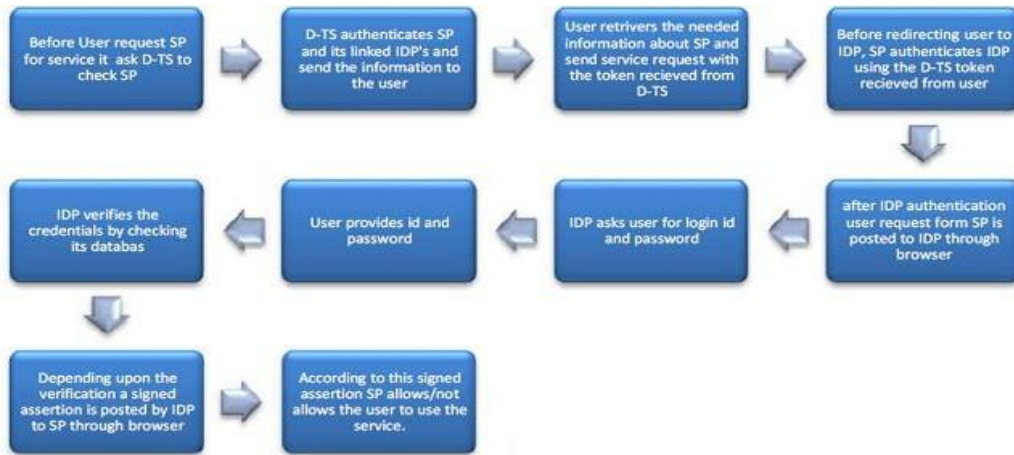 Before User request SP
for service it  ask D-TS to
check SP
D-TS authenticates SP
and its linked IDP's and
send the information to
the user
User retrivers the needed
information about SP and
send service request with
the token recieved from
D-TS
Before redirecting user to
IDP, SP authenticates IDP
using the D-TS token
recieved from user
after IDP authentication
user request form SP is
posted to IDP through
browser
IDP asks user for login id
and password
User provides id and
password
IDP verifies the
credentials by checking
its databas
Depending upon the
verification a signed
assertion is posted by IDP
to SP through browser
According to this signed
assertion SP allows/not
allows the user to use the
service.